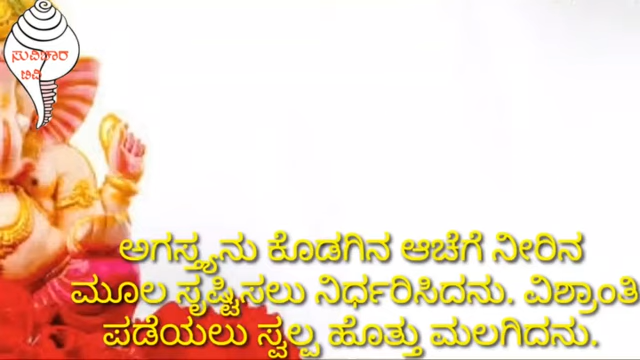 ಸುವಿಚಾರ
ಟಿವಿ
ಅಗಸ್ತ್ಯನು ಕೊಡಗಿನ ಆಚೆಗೆ ನೀರಿನ
ಮೂಲ ಸೃಷ್ಟಿಸಲು ನಿರ್ಧರಿಸಿದನು. ವಿಶ್ರಾಂತಿ
ಪಡೆಯಲು ಸ್ವಲ್ಪ ಹೊತ್ತು ಮಲಗಿದನು.